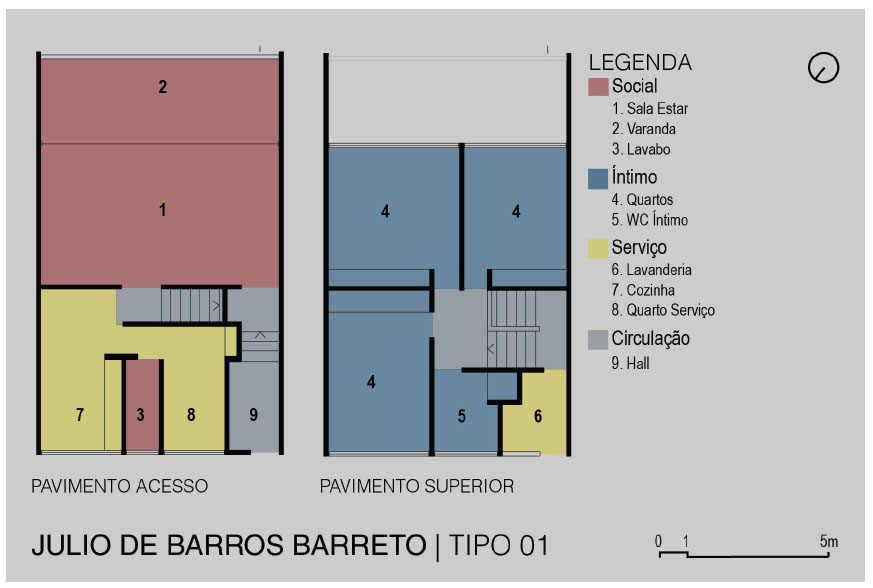 2
1
7
3
8
9
4
4
4
5
6
LEGENDA
Social
1. Sala Estar
2. Varanda
3. Lavabo
Íntimo
4. Quartos
5. WC Íntimo
Serviço
6. Lavanderia
7. Cozinha
8. Quarto Serviço
Circulação
9. Hall
PAVIMENTO ACESSO
PAVIMENTO SUPERIOR
JULIO DE BARROS BARRETO | TIPO 01
0 1 5m